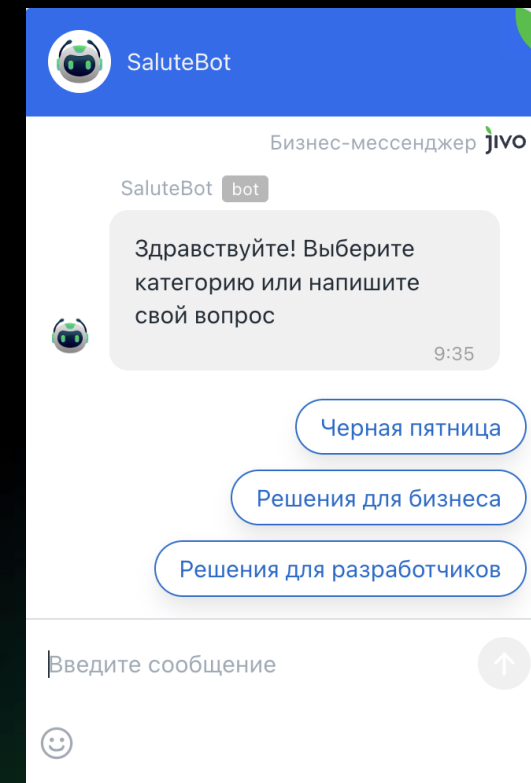 SaluteBot
Бизнес-мессенджер jivo
SaluteBot bot
Здравствуйте! Выберите
категорию или напишите
свой вопрос
9:35
Черная пятница
Решения для бизнеса
Решения для разработчиков
Введите сообщение